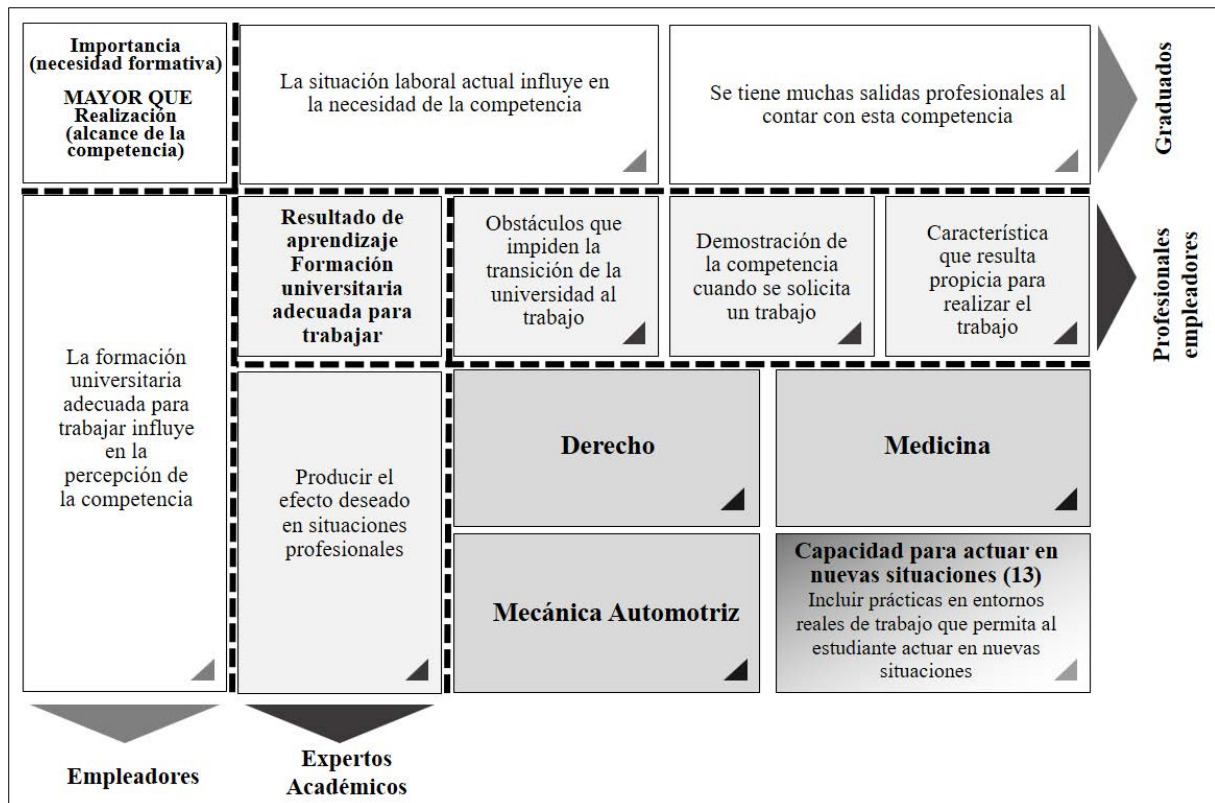 Importancia
(necesidad formativa)
MAYOR QUE
Realización
(alcance de la
competencia)
La situación laboral actual influye en
la necesidad de la competencia
Se tiene muchas salidas profesionales al
contar con esta competencia
Graduados
La formación
universitaria
adecuada para
trabajar influye
en la
percepción de
la competencia
Resultado de
aprendizaje
Formación
universitaria
adecuada para
trabajar
Obstáculos que
impiden la
transición de la
universidad al
trabajo
Demostración de
la competencia
cuando se solicita
un trabajo
Característica
que resulta
propicia para
realizar el
trabajo
Profesionales
empleadores
Producir el
efecto deseado
en situaciones
profesionales
Derecho
Medicina
Mecánica Automotriz
Capacidad para actuar en
nuevas situaciones (13)
Incluir prácticas en entornos
reales de trabajo que permita al
estudiante actuar en nuevas
situaciones
Empleadores
Expertos
Académicos